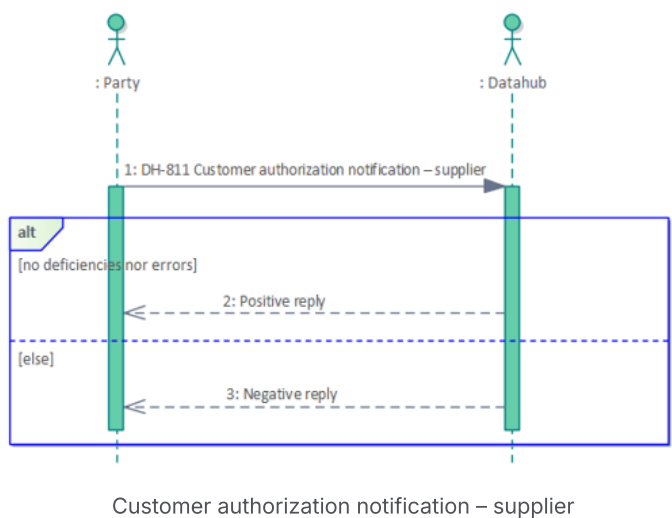 : Party
: Datahub
1: DH-811 Customer authorization notification – supplier
alt
[no deficiencies nor errors]
2: Positive reply
[else]
3: Negative reply
Customer authorization notification – supplier